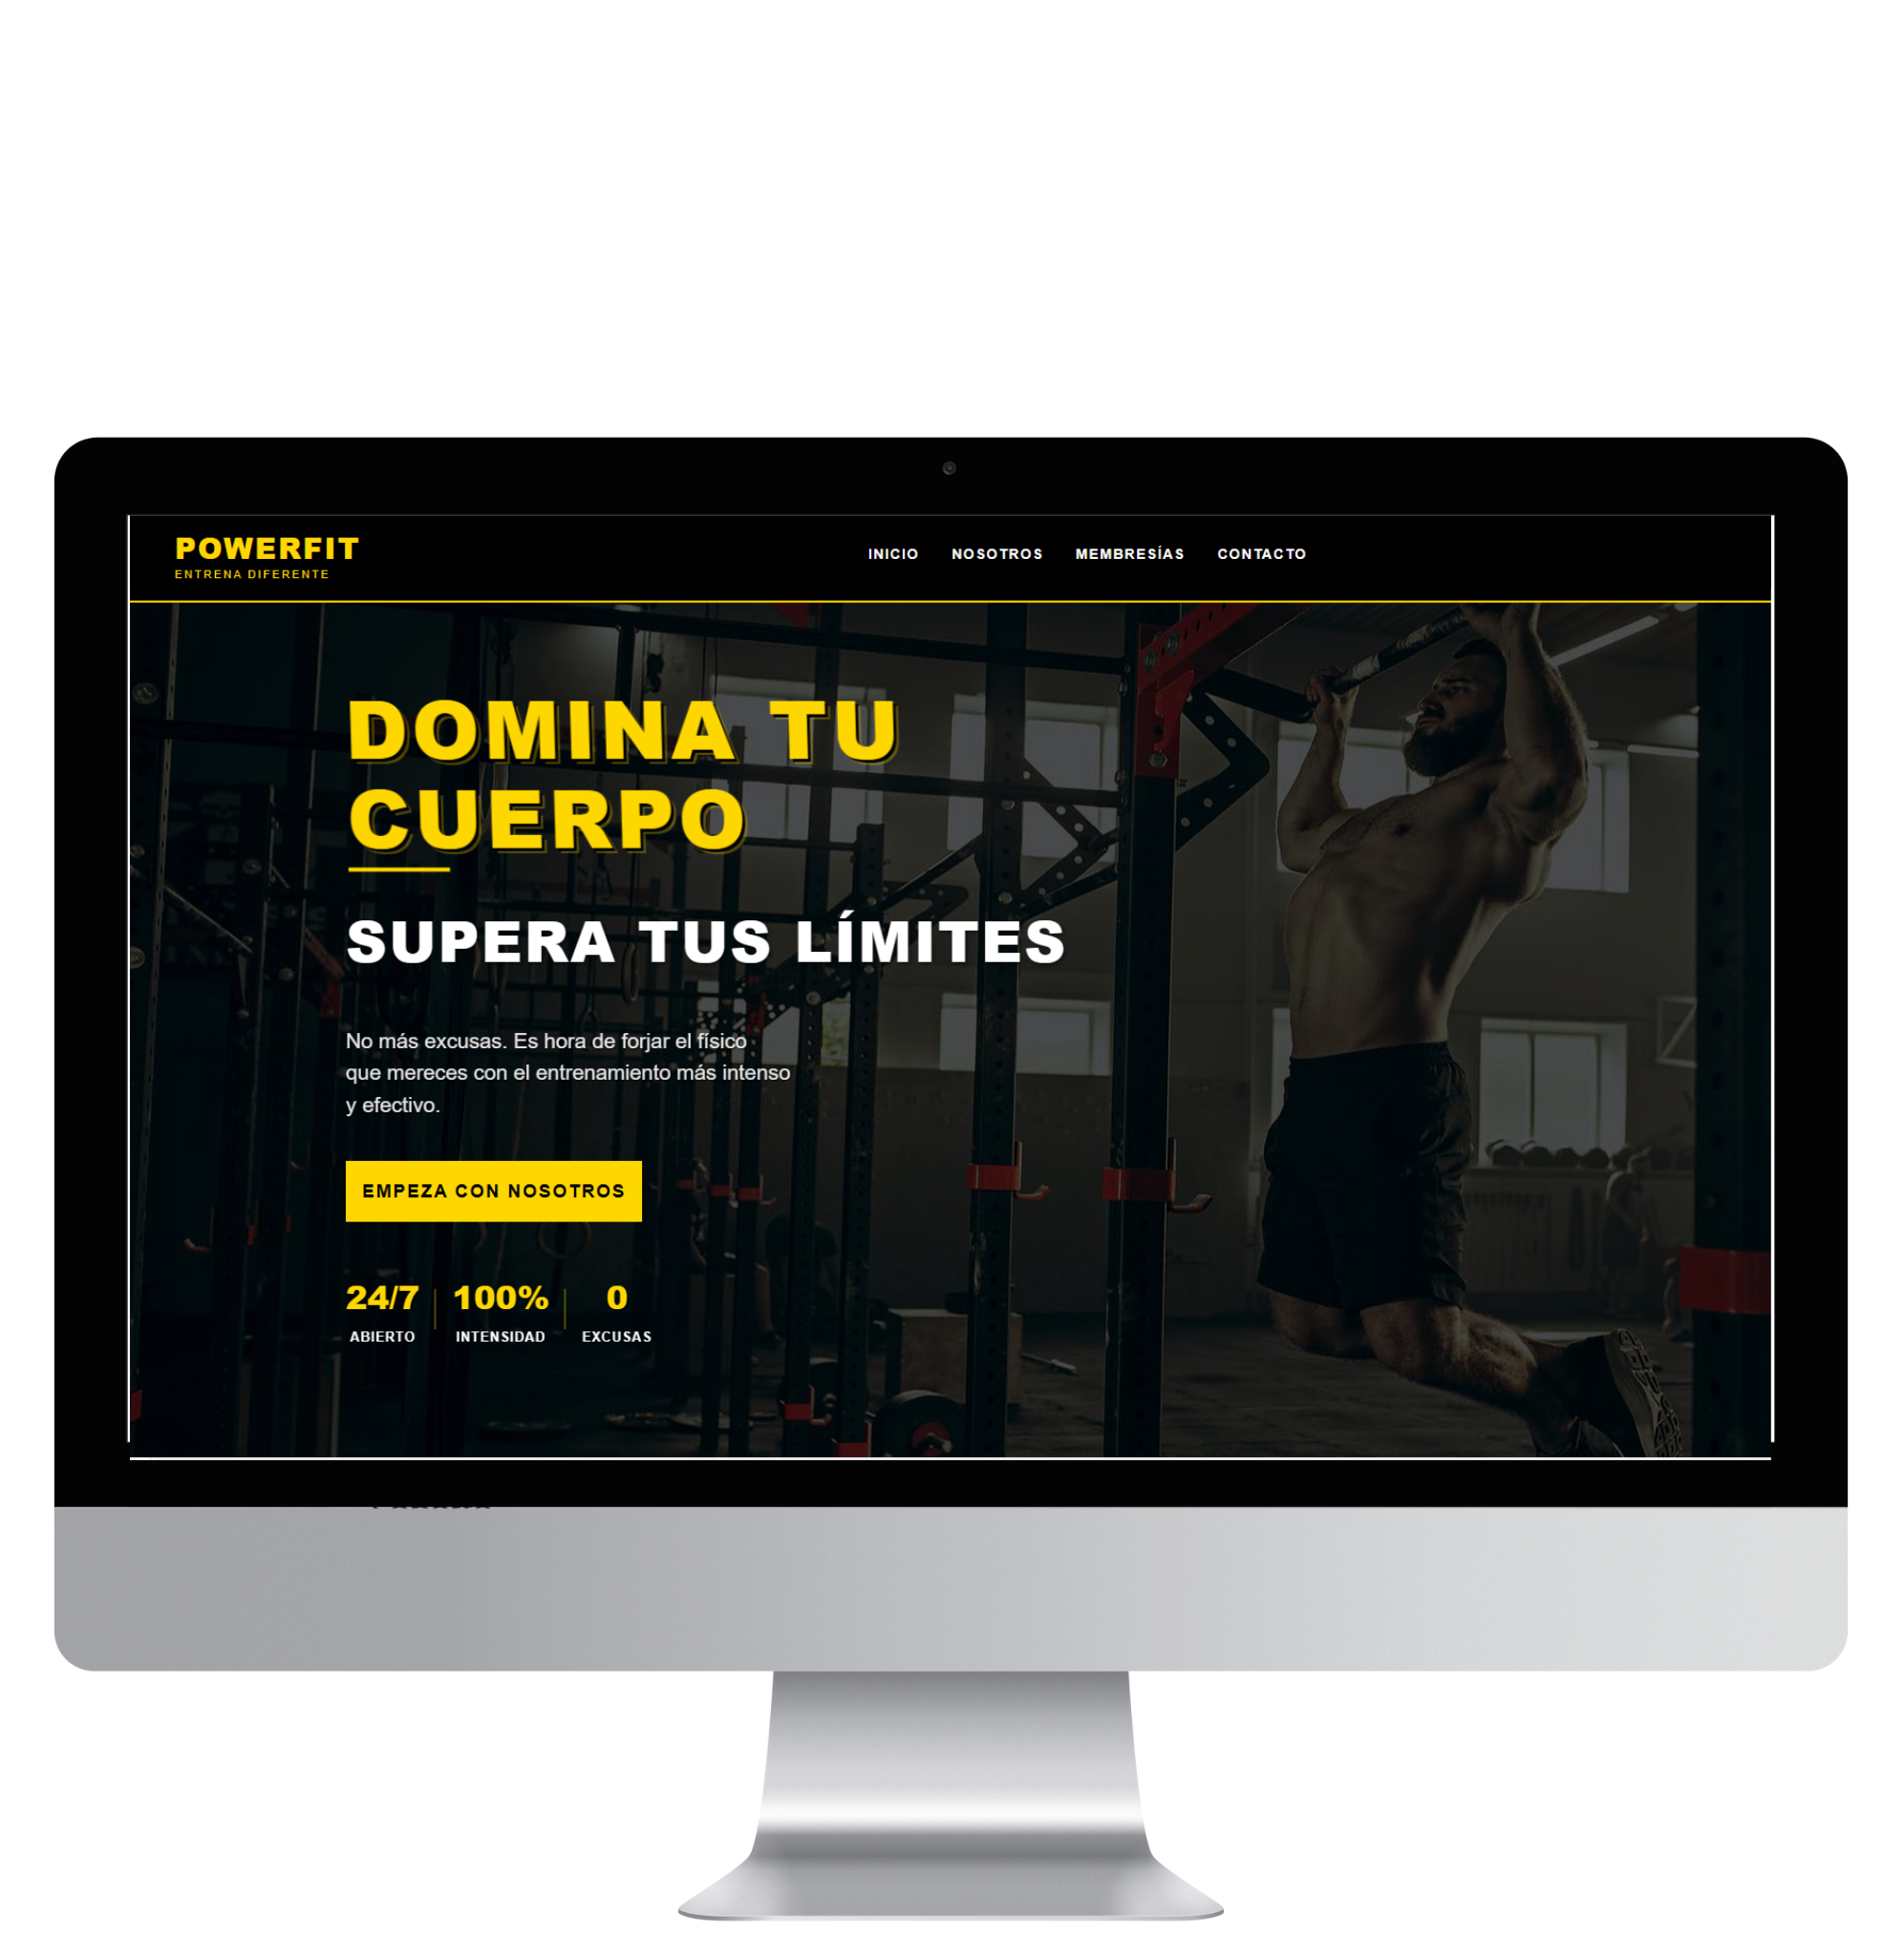 POWERFIT
ENTRENA DIFERENTE
INICIO NOSOTROS MEMBRESÍAS CONTACTO
DOMINA TU
CUERPO
SUPERA TUS LÍMITES
No más excusas. Es hora de forjar el físico
que mereces con el entrenamiento más intenso
y efectivo.
EMPEZA CON NOSOTROS
24/7 100% 0
ABIERTO INTENSIDAD EXCUSAS